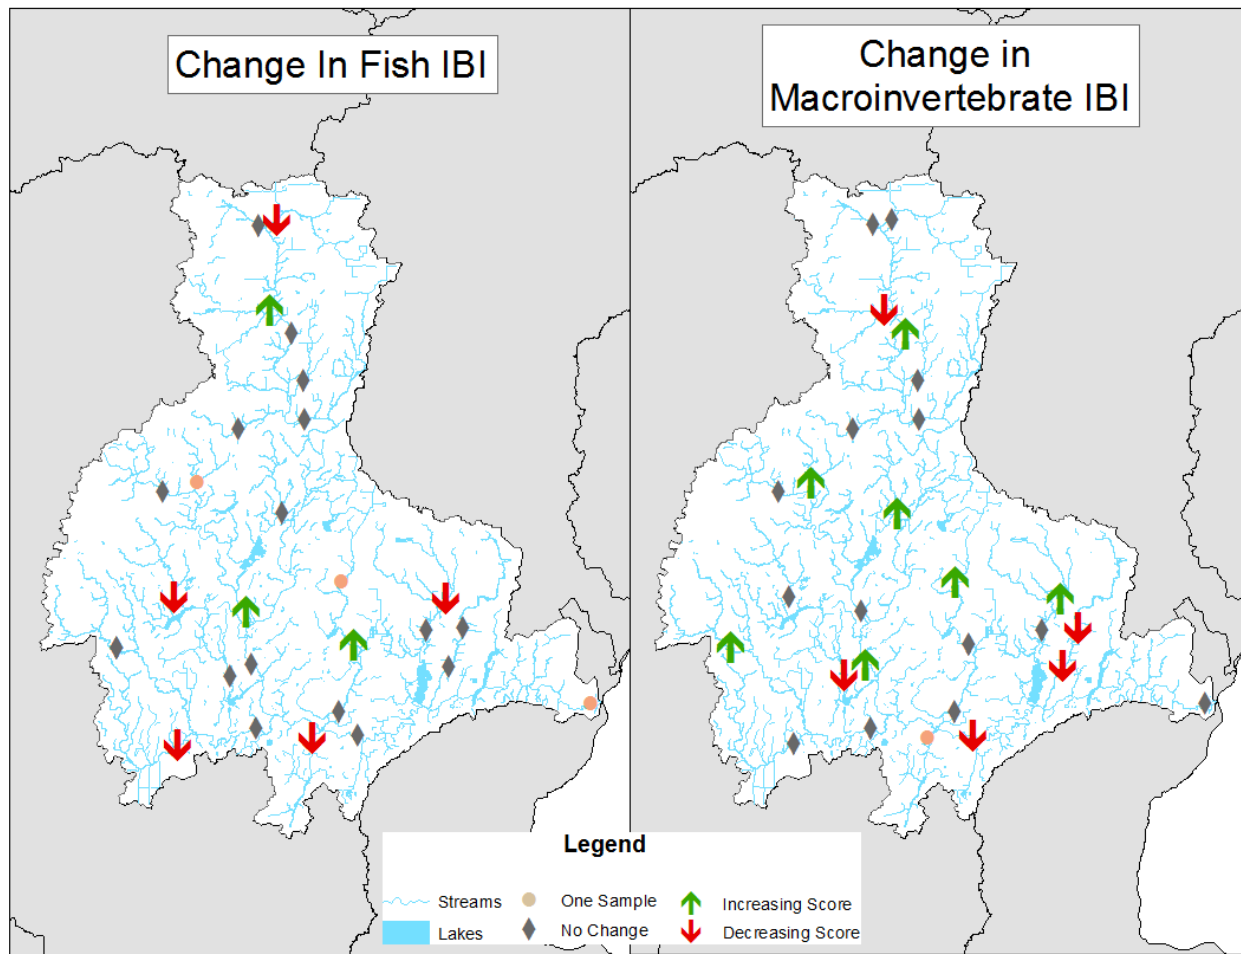 Change In Fish IBI
Change in
Macroinvertebrate IBI
Legend
Streams
One Sample
Increasing Score
Lakes
No Change
Decreasing Score